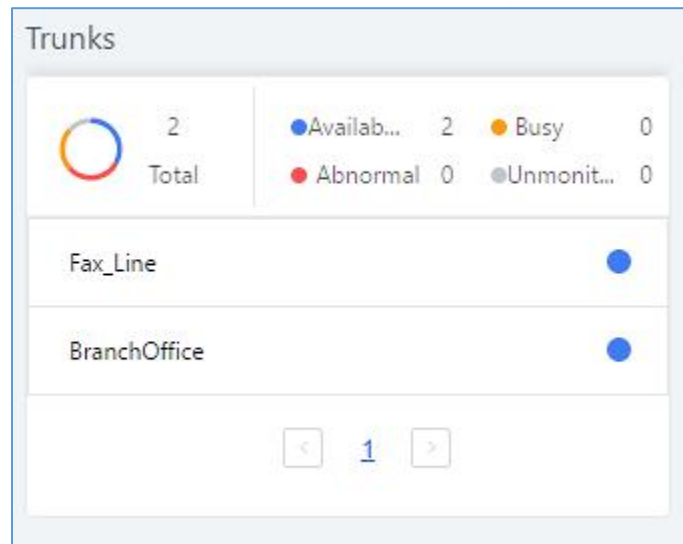 Trunks
2
Total
Availab... 2
Busy 0
Abnormal 0
Unmonit... 0
Fax_Line
BranchOffice
< 1 >